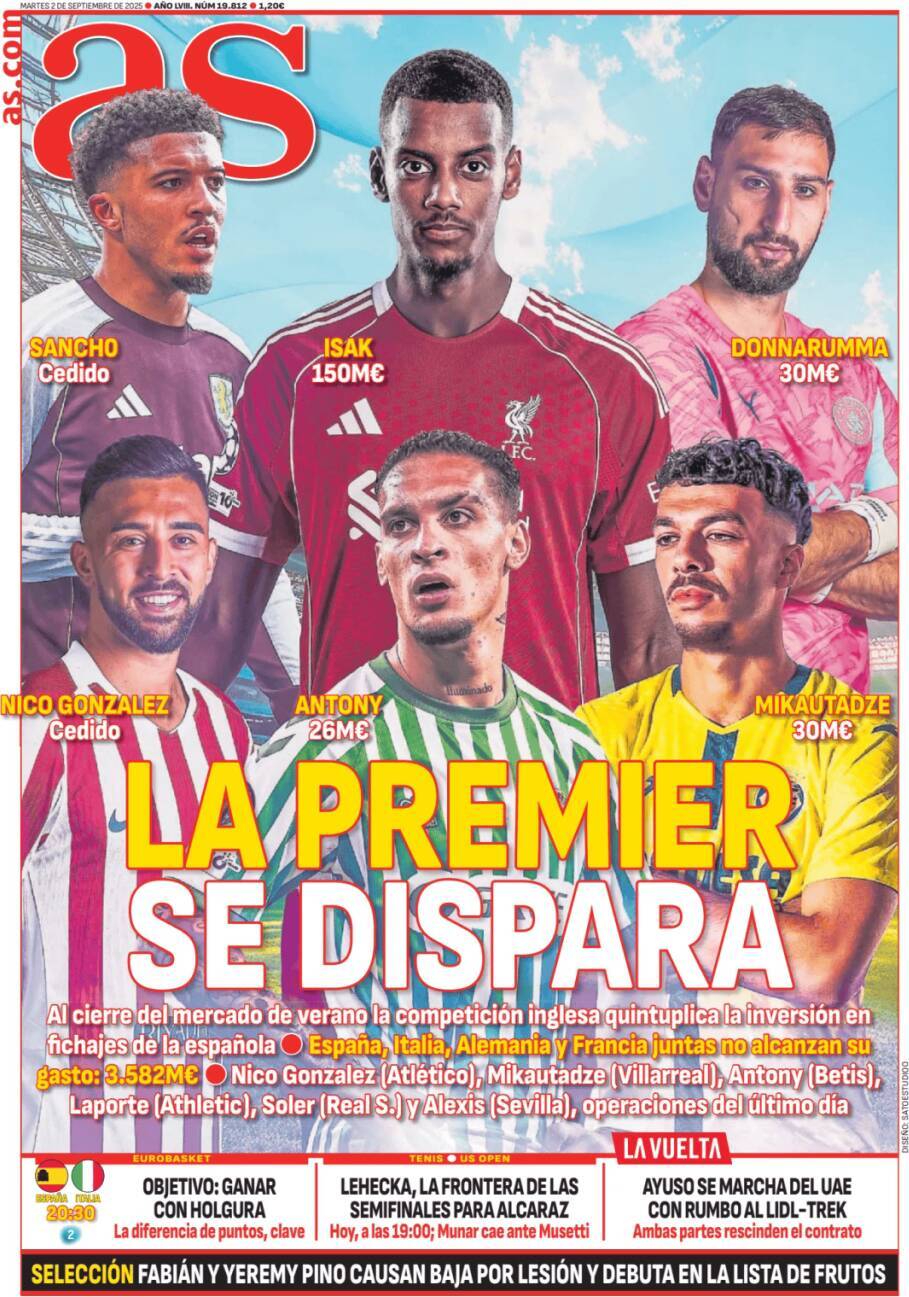 MARTES 2 DE SEPTIEMBRE DE 2025 ● AÑO LVIII. NÚM 19.812 ● 1,20€
as.com
as
SANCHO
Cedido
ISAK
150M€
DONNARUMMA
30M€
L.F.C.
NICO GONZALEZ
Cedido
ANTONY
26M€
Iluminado
MIKAUTADZE
30M€
LA PREMIER
SE DISPARA
Al cierre del mercado de verano la competición inglesa quintuplica la inversión en
fichajes de la española ● España, Italia, Alemania y Francia juntas no alcanzan su
gasto: 3.582M€ ● Nico Gonzalez (Atlético), Mikautadze (Villarreal), Antony (Betis),
Laporte (Athletic), Soler (Real S.) y Alexis (Sevilla), operaciones del último día
DISEÑO: SATOESTUDIOO
EUROBASKET
ESPAÑA ITALIA
20:30
2
OBJETIVO: GANAR
CON HOLGURA
La diferencia de puntos, clave
TENIS ● US OPEN
LEHECKA, LA FRONTERA DE LAS
SEMIFINALES PARA ALCARAZ
Hoy, a las 19:00; Munar cae ante Musetti
LA VUELTA
AYUSO SE MARCHA DEL UAE
CON RUMBO AL LIDL-TREK
Ambas partes rescinden el contrato
SELECCIÓN FABIÁN Y YEREMY PINO CAUSAN BAJA POR LESIÓN Y DEBUTA EN LA LISTA DE FRUTOS